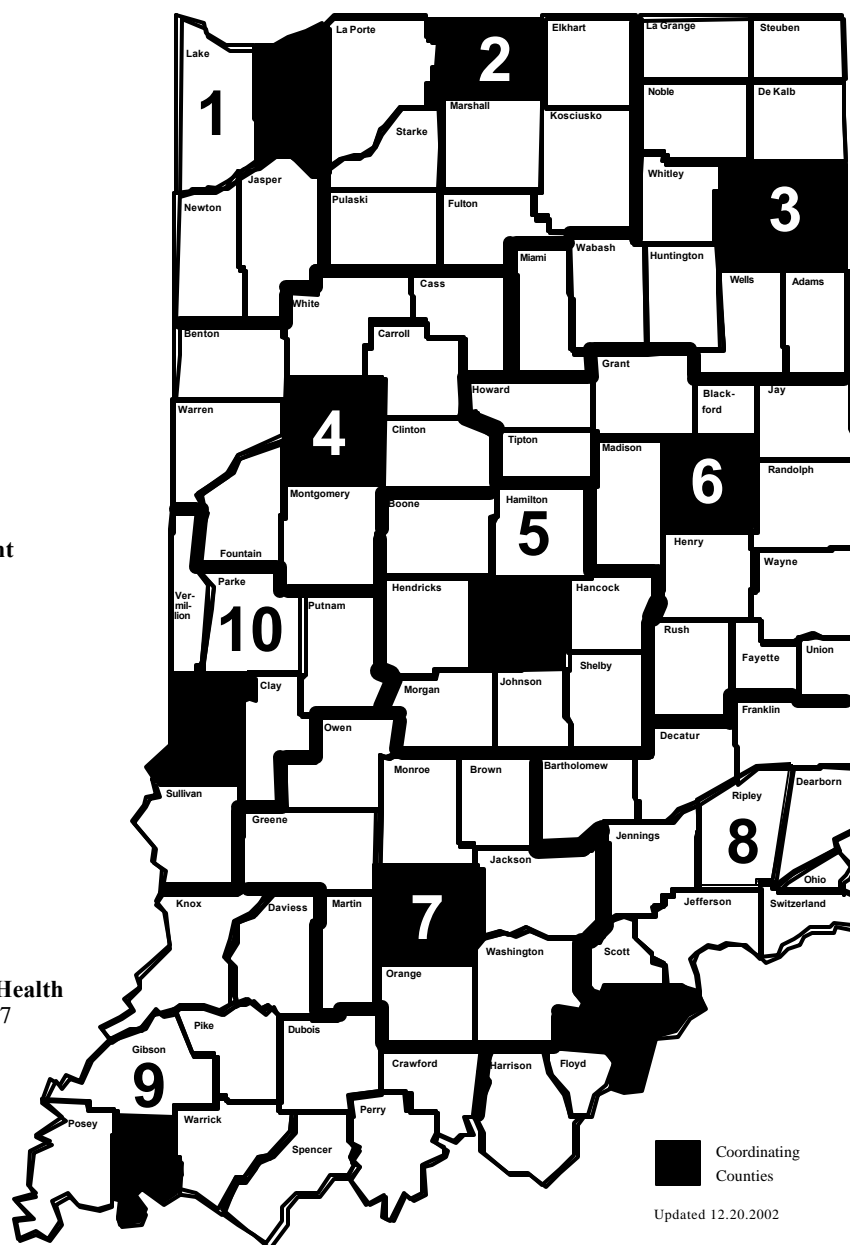 La Porte
Elkhart
La Grange
Steuben
Lake
2
1
Noble
De Kalb
Marshall
Kosciusko
Starke
Jasper
Whitley
Pulaski
Fulton
Newton
3
Wabash
Miami
Huntington
Wells
Adams
Cass
White
Benton
Carroll
Grant
Howard
Black-
ford
Jay
Warren
4
Clinton
Tipton
Madison
6
Randolph
Montgomery
Boone
Hamilton
5
Henry
nt
Fountain
Wayne
Parke
Hendricks
Hancock
Ver-
mil-
lion
10
Putnam
Rush
Fayette
Union
Clay
Morgan
Johnson
Shelby
Franklin
Owen
Decatur
Monroe
Brown
Bartholomew
Dearborn
Sullivan
Ripley
Greene
Jennings
8
Jackson
Ohio
Knox
Daviess
Martin
Jefferson
Switzerland
7
Washington
Scott
Orange
Health
7
Pike
Dubois
Gibson
Crawford
Harrison
Floyd
9
Posey
Warrick
Perry
Spencer
Coordinating
Counties
Updated 12.20.2002